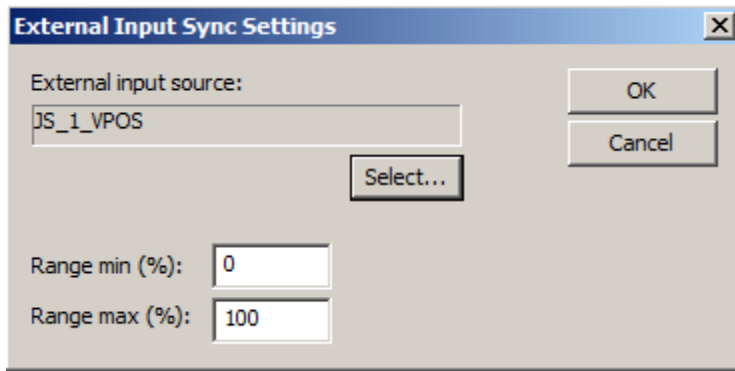 External Input Sync Settings
External input source:
JS_1_VPOS
OK
Cancel
Select...
Range min (%):
0
Range max (%):
100